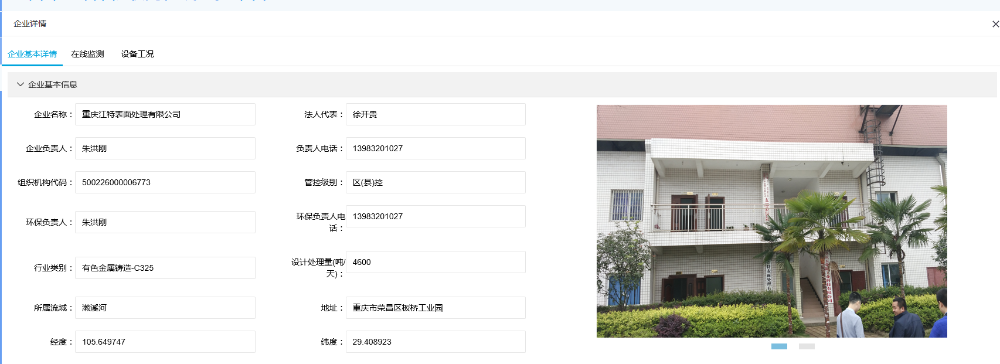 企业详情
企业基本详情 在线监测 设备工况
企业基本信息
企业名称： 重庆江特表面处理有限公司 法人代表： 徐开贵
企业负责人： 朱洪刚 负责人电话： 13983201027
组织机构代码： 500226000006773 管控级别： 区(县)控
环保负责人： 朱洪刚 环保负责人电
话： 13983201027
行业类别： 有色金属铸造-C325 设计处理量(吨/
天)： 4600
所属流域： 濑溪河 地址： 重庆市荣昌区板桥工业园
经度： 105.649747 纬度： 29.408923